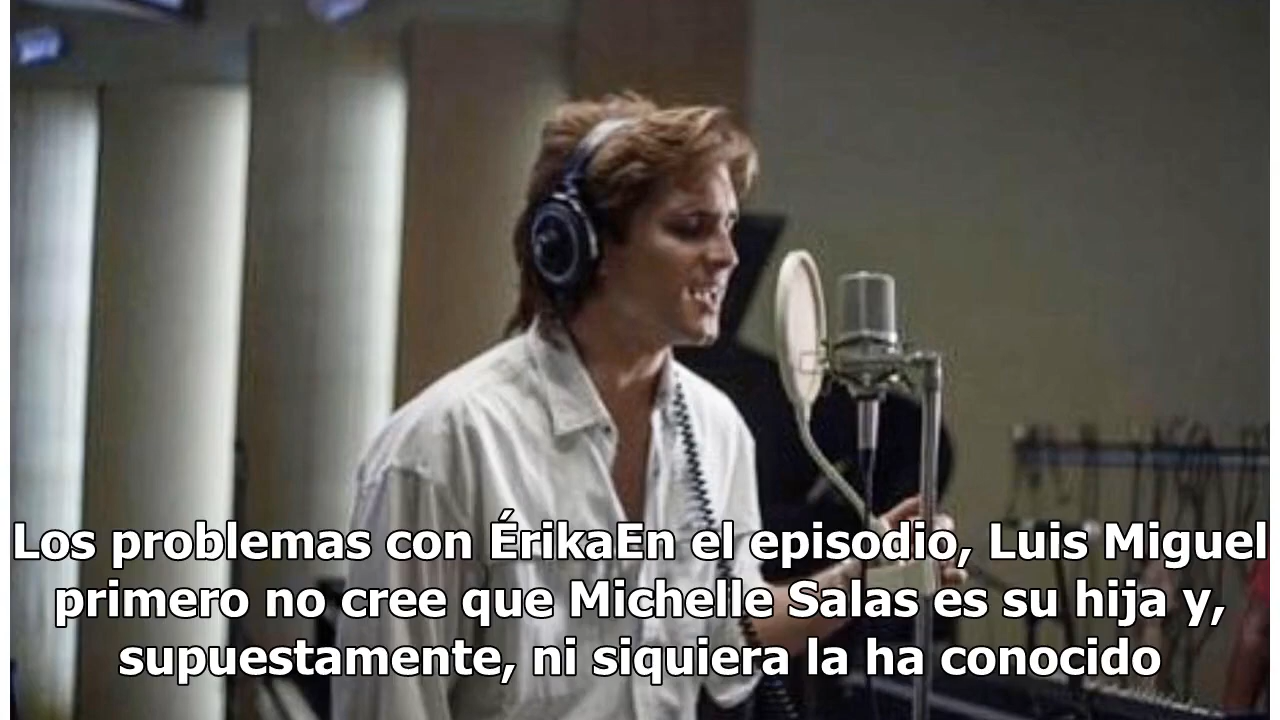 Los problemas con ÉrikaEn el episodio, Luis Miguel
primero no cree que Michelle Salas es su hija y,
supuestamente, ni siquiera la ha conocido